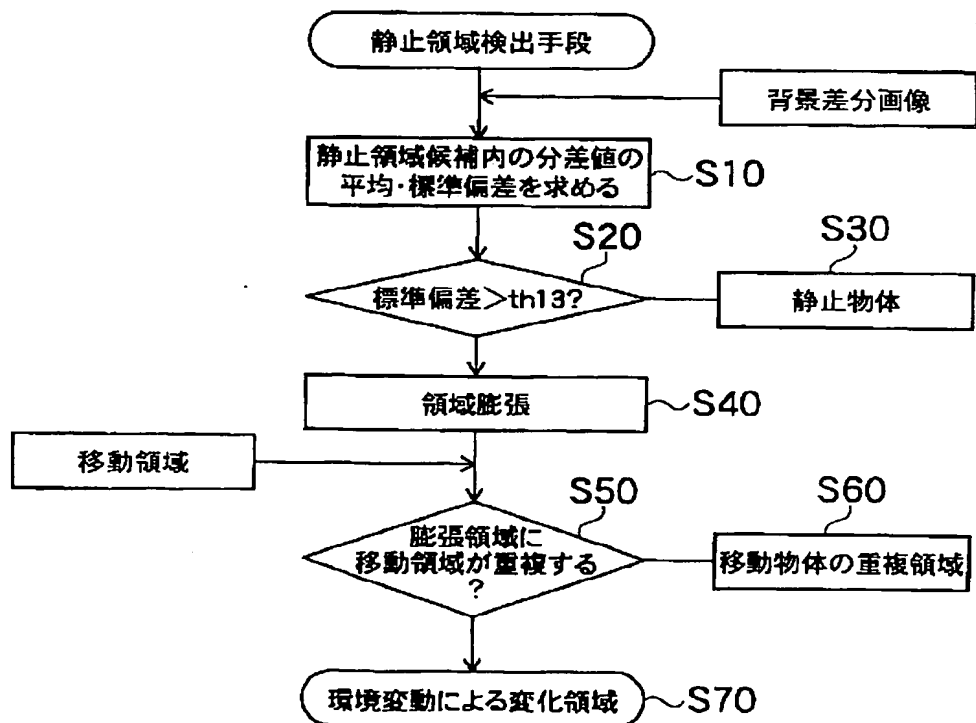 静止領域検出手段
背景差分画像
静止領域候補内の分差値の
平均・標準偏差を求める
S10
S20
標準偏差>th13?
S30
静止物体
領域膨張
S40
移動領域
S50
膨張領域に
移動領域が重複する
?
S60
移動物体の重複領域
環境変動による変化領域
S70